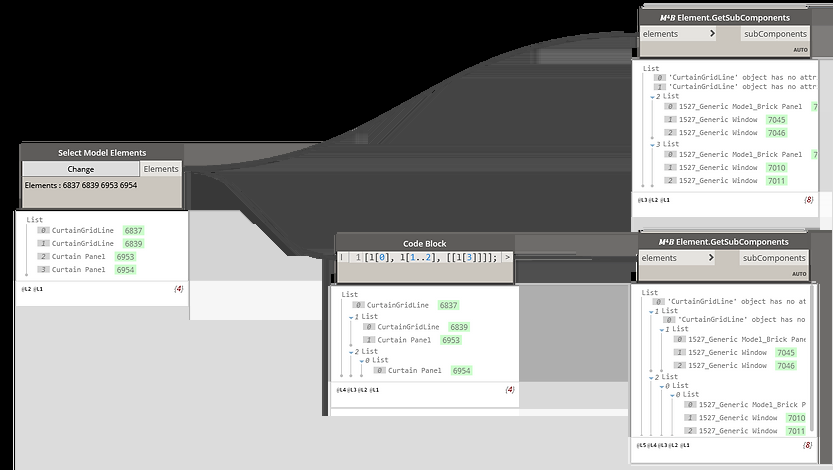 Select Model Elements
Change
Elements
Elements : 6837 6839 6953 6954
List
0 CurtainGridLine 6837
1 CurtainGridLine 6839
2 Curtain Panel 6953
3 Curtain Panel 6954
@L2 @L1 {4}
Code Block
l 1 [l[0], l[1..2], [[l[3]]]]; >
List
0 CurtainGridLine 6837
1 List
0 CurtainGridLine 6839
1 Curtain Panel 6953
2 List
0 List
0 Curtain Panel 6954
@L4 @L3 @L2 @L1 {4}
Element.GetSubComponents
elements > subComponents
AUTO
List
0 'CurtainGridLine' object has no attr
1 'CurtainGridLine' object has no attr
2 List
0 1527_Generic Model_Brick Panel 7
1 1527_Generic Window 7045
2 1527_Generic Window 7046
3 List
0 1527_Generic Model_Brick Panel 7
1 1527_Generic Window 7010
2 1527_Generic Window 7011
@L3 @L2 @L1 {8}
Element.GetSubComponents
elements > subComponents
AUTO
List
0 'CurtainGridLine' object has no at
1 List
0 'CurtainGridLine' object has no
1 List
0 1527_Generic Model_Brick Pane
1 1527_Generic Window 7045
2 1527_Generic Window 7046
2 List
0 List
0 List
0 1527_Generic Model_Brick P
1 1527_Generic Window 7010
2 1527_Generic Window 7011
@L5 @L4 @L3 @L2 @L1 {8}